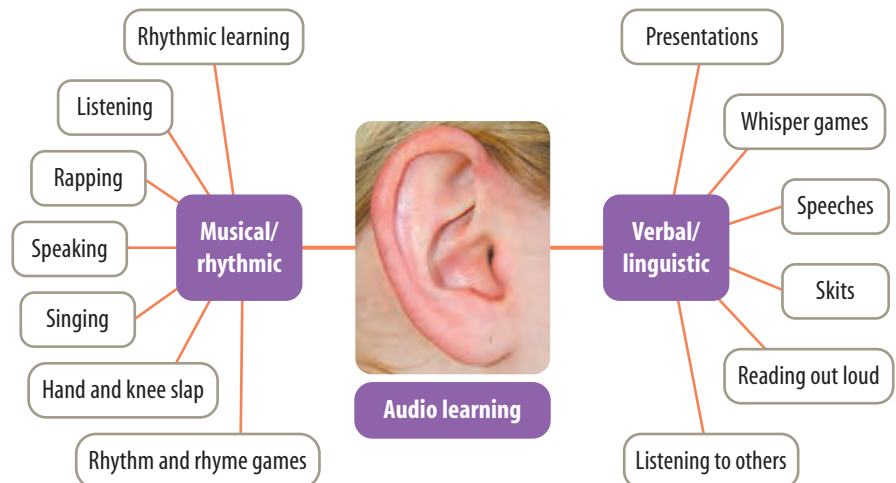 Rhythmic learning
Listening
Rapping
Speaking
Singing
Hand and knee slap
Rhythm and rhyme games
Musical/
rhythmic
Audio learning
Verbal/
linguistic
Presentations
Whisper games
Speeches
Skits
Reading out loud
Listening to others